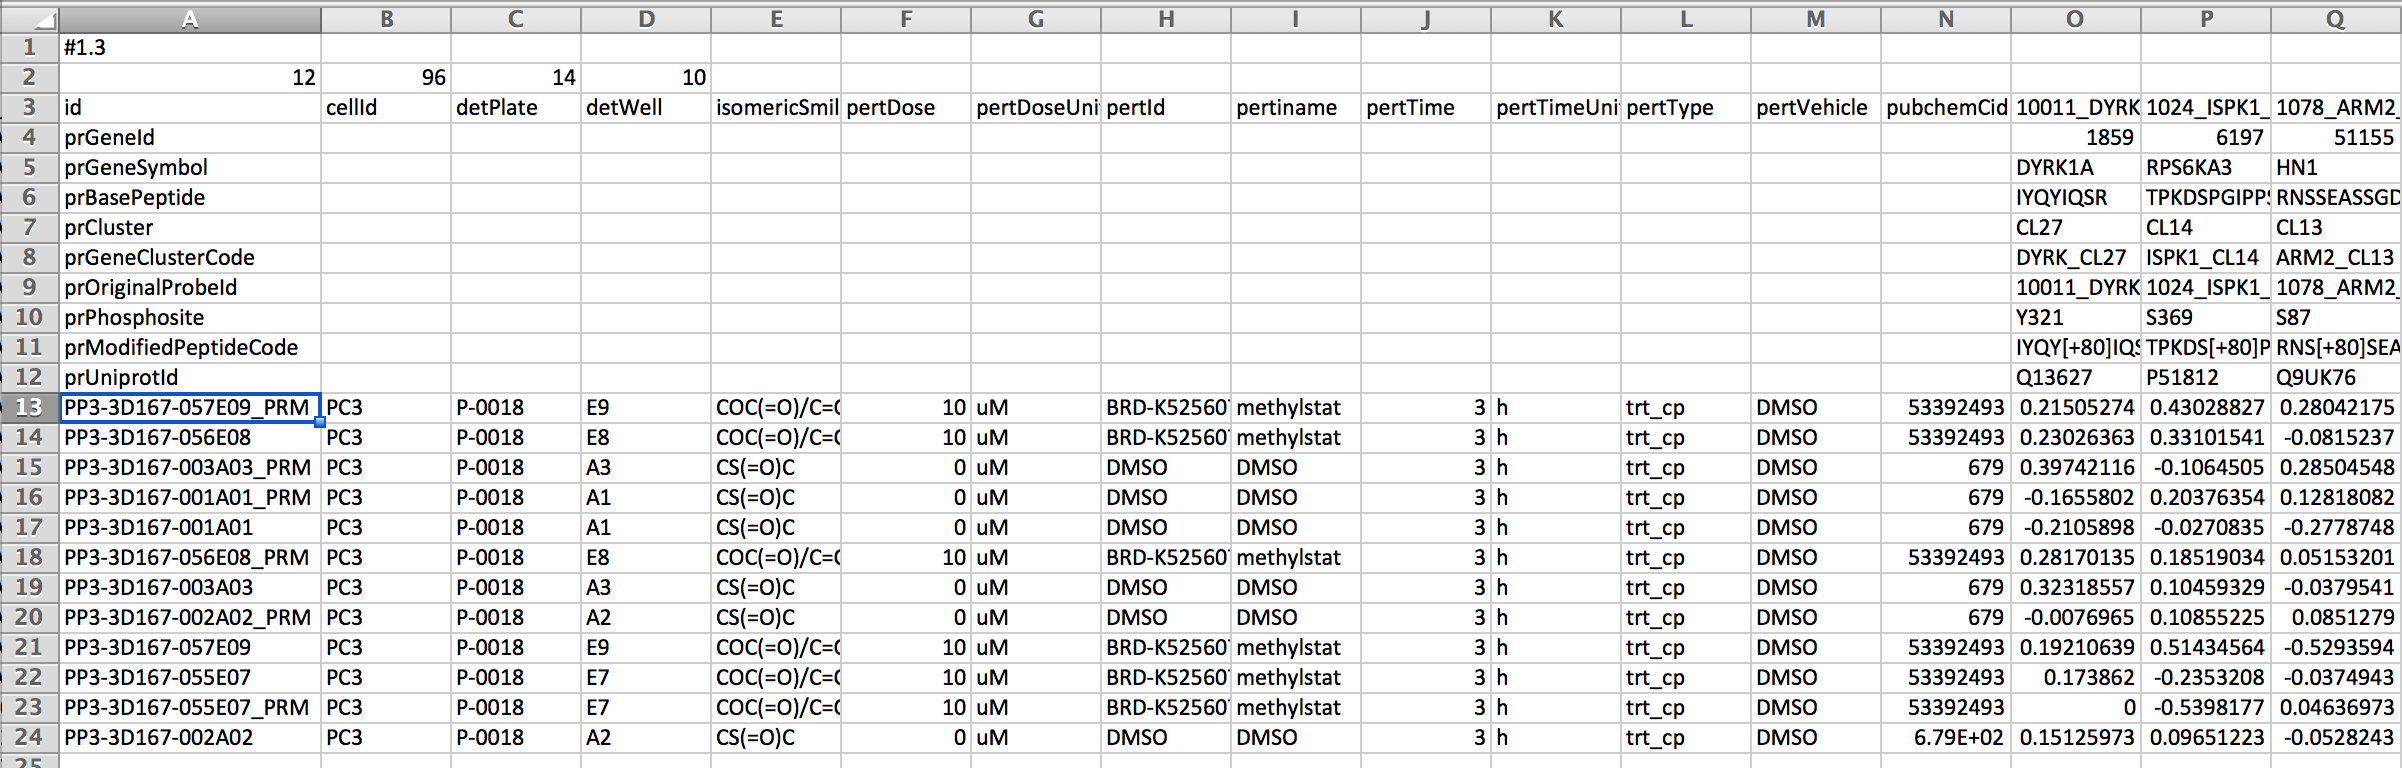 A B C D E F G H I J K L M N O P Q
1 #1.3
2 12 96 14 10
3 id cellId detPlate detWell isomericSmil pertDose pertDoseUni pertId pertiname pertTime pertTimeUni pertType pertVehicle pubchemCid 10011_DYRK 1024_ISPK1_ 1078_ARM2_
4 prGeneId 1859 6197 51155
5 prGeneSymbol DYRK1A RPS6KA3 HN1
6 prBasePeptide IYQYIQSR TPKDSPGIPPS RNSSEASSGD
7 prCluster CL27 CL14 CL13
8 prGeneClusterCode DYRK_CL27 ISPK1_CL14 ARM2_CL13
9 prOriginalProbeId 10011_DYRK 1024_ISPK1_ 1078_ARM2_
10 prPhosphosite Y321 S369 S87
11 prModifiedPeptideCode IYQY[+80]IQS TPKDS[+80]P RNS[+80]SEA
12 prUniprotId Q13627 P51812 Q9UK76
13 PP3-3D167-057E09_PRM PC3 P-0018 E9 COC(=O)/C=C 10 uM BRD-K52560 methylstat 3 h trt_cp DMSO 53392493 0.21505274 0.43028827 0.28042175
14 PP3-3D167-056E08 PC3 P-0018 E8 COC(=O)/C=C 10 uM BRD-K52560 methylstat 3 h trt_cp DMSO 53392493 0.23026363 0.33101541 -0.0815237
15 PP3-3D167-003A03_PRM PC3 P-0018 A3 CS(=O)C 0 uM DMSO DMSO 3 h trt_cp DMSO 679 0.39742116 -0.1064505 0.28504548
16 PP3-3D167-001A01_PRM PC3 P-0018 A1 CS(=O)C 0 uM DMSO DMSO 3 h trt_cp DMSO 679 -0.1655802 0.20376354 0.12818082
17 PP3-3D167-001A01 PC3 P-0018 A1 CS(=O)C 0 uM DMSO DMSO 3 h trt_cp DMSO 679 -0.2105898 -0.0270835 -0.2778748
18 PP3-3D167-056E08_PRM PC3 P-0018 E8 COC(=O)/C=C 10 uM BRD-K52560 methylstat 3 h trt_cp DMSO 53392493 0.28170135 0.18519034 0.05153201
19 PP3-3D167-003A03 PC3 P-0018 A3 CS(=O)C 0 uM DMSO DMSO 3 h trt_cp DMSO 679 0.32318557 0.10459329 -0.0379541
20 PP3-3D167-002A02_PRM PC3 P-0018 A2 CS(=O)C 0 uM DMSO DMSO 3 h trt_cp DMSO 679 -0.0076965 0.10855225 0.0851279
21 PP3-3D167-057E09 PC3 P-0018 E9 COC(=O)/C=C 10 uM BRD-K52560 methylstat 3 h trt_cp DMSO 53392493 0.19210639 0.51434564 -0.5293594
22 PP3-3D167-055E07 PC3 P-0018 E7 COC(=O)/C=C 10 uM BRD-K52560 methylstat 3 h trt_cp DMSO 53392493 0.173862 -0.2353208 -0.0374943
23 PP3-3D167-055E07_PRM PC3 P-0018 E7 COC(=O)/C=C 10 uM BRD-K52560 methylstat 3 h trt_cp DMSO 53392493 0 -0.5398177 0.04636973
24 PP3-3D167-002A02 PC3 P-0018 A2 CS(=O)C 0 uM DMSO DMSO 3 h trt_cp DMSO 6.79E+02 0.15125973 0.09651223 -0.0528243
25